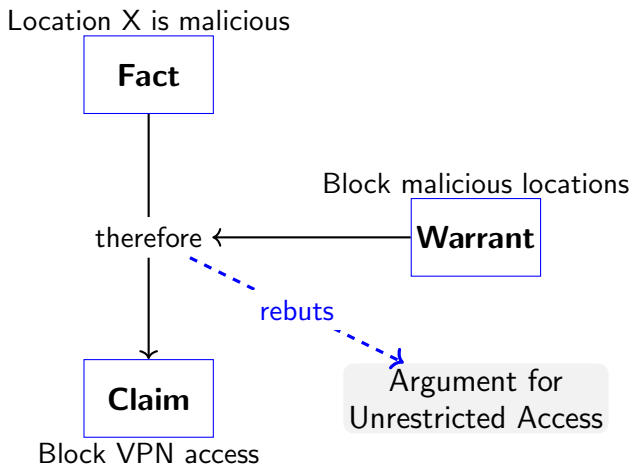 Location X is malicious
Fact
Block malicious locations
therefore
Warrant
rebuts
Argument for
Unrestricted Access
Claim
Block VPN access